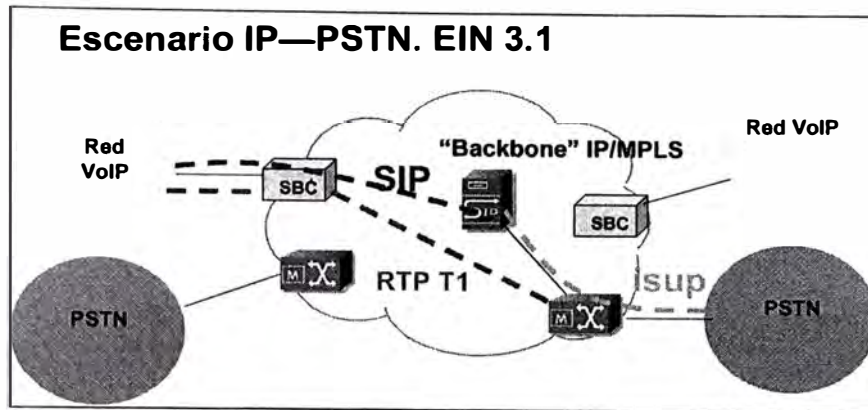 Escenario IP—PSTN. EIN 3.1
Red
VoIP
"Backbone" IP/MPLS
Red VoIP
SBC
SIP
SBC
M
RTP T1
Isup
M
PSTN
PSTN